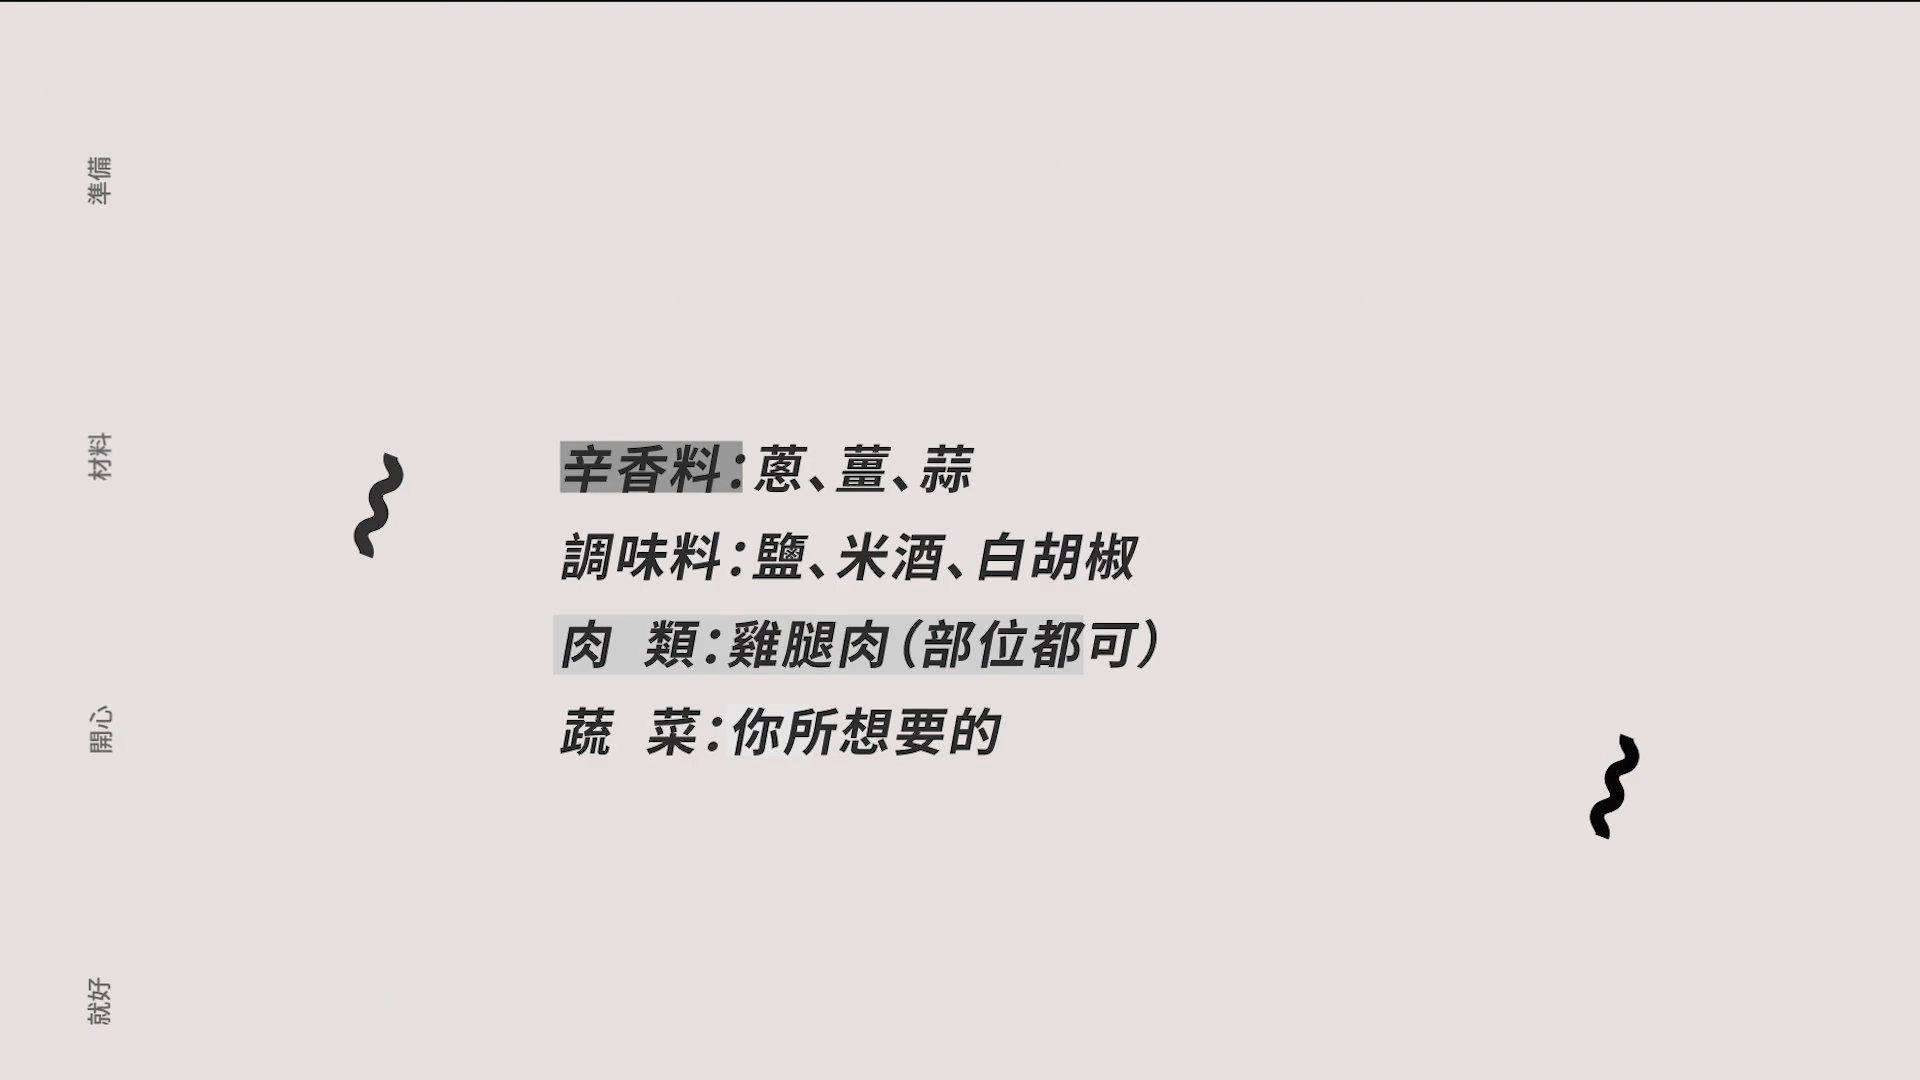 準備
材料
開心
就好
辛香料：蔥、薑、蒜
調味料：鹽、米酒、白胡椒
肉 類：雞腿肉（部位都可）
蔬 菜：你所想要的